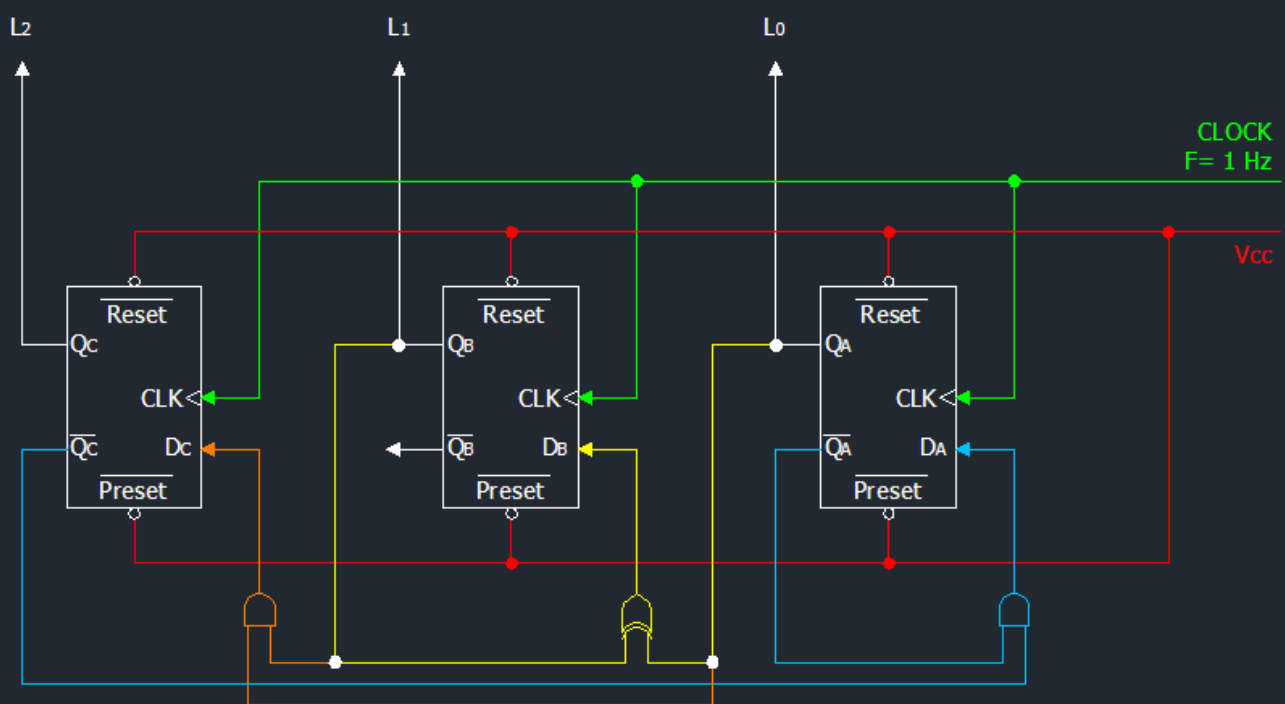 L2
L1
L0
CLOCK
F= 1 Hz
Vcc
Reset
Reset
Reset
QC
QB
QA
CLK
CLK
CLK
QC
DC
QB
DB
QA
DA
Preset
Preset
Preset